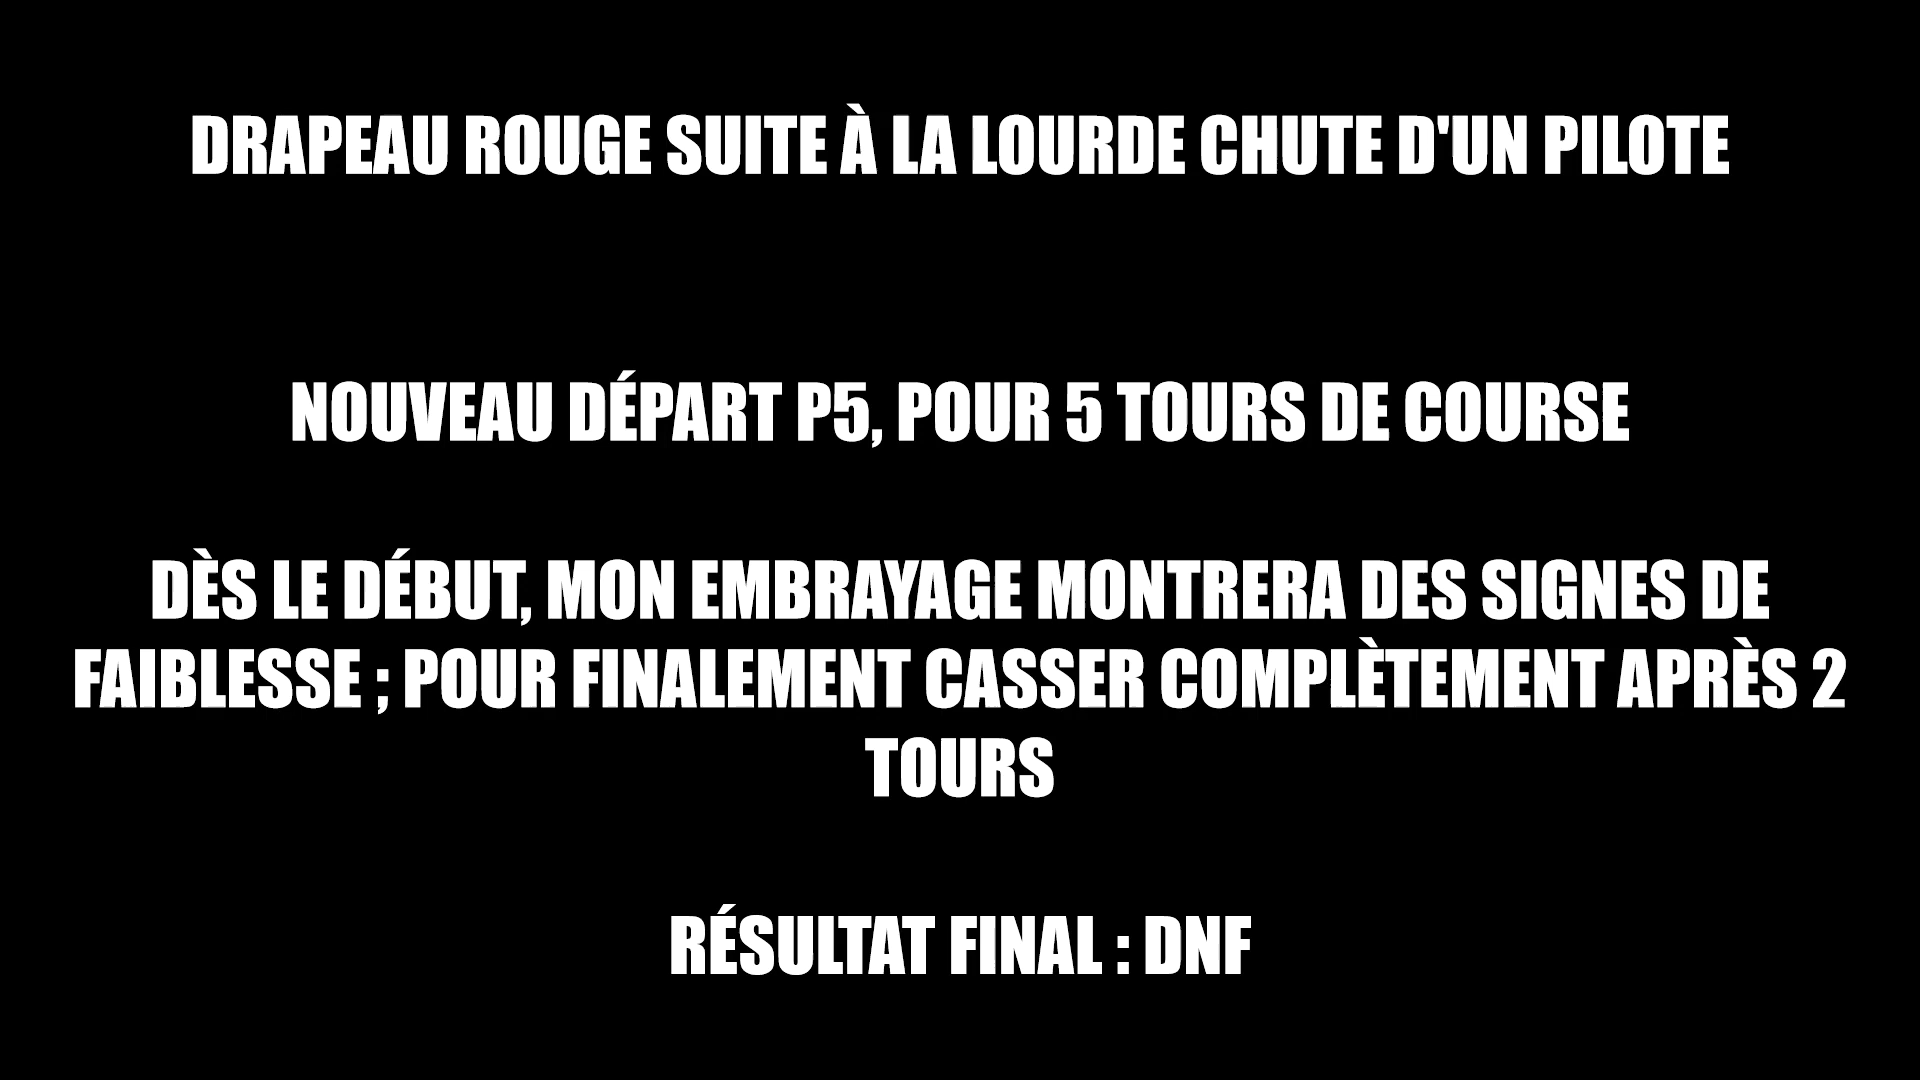 DRAPEAU ROUGE SUITE À LA LOURDE CHUTE D'UN PILOTE
NOUVEAU DÉPART P5, POUR 5 TOURS DE COURSE
DÈS LE DÉBUT, MON EMBRAYAGE MONTRERA DES SIGNES DE
FAIBLESSE ; POUR FINALEMENT CASSER COMPLÈTEMENT APRÈS 2
TOURS
RÉSULTAT FINAL : DNF